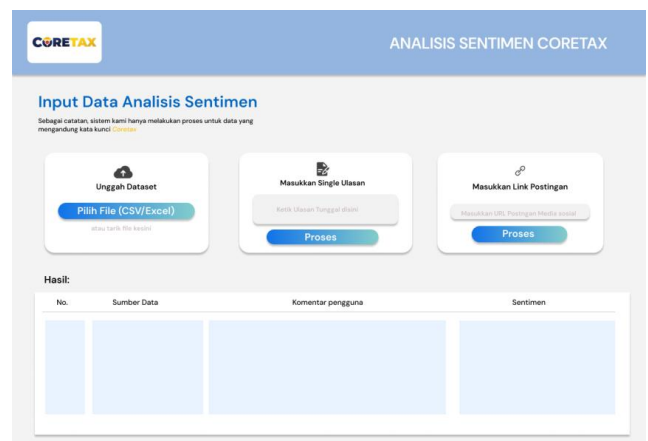 CORETAX
ANALISIS SENTIMEN CORETAX
Input Data Analisis Sentimen
Sebagai catatan, sistem kami hanya melakukan proses untuk data yang
mengandung kata kunci Coretax
Unggah Dataset
Pilih File (CSV/Excel)
atau tarik file kesini
Masukkan Single Ulasan
Ketik Ulasan Tunggal disini
Proses
Masukkan Link Postingan
Masukkan URL Postingan Media sosial
Proses
Hasil:
No. Sumber Data Komentar pengguna Sentimen